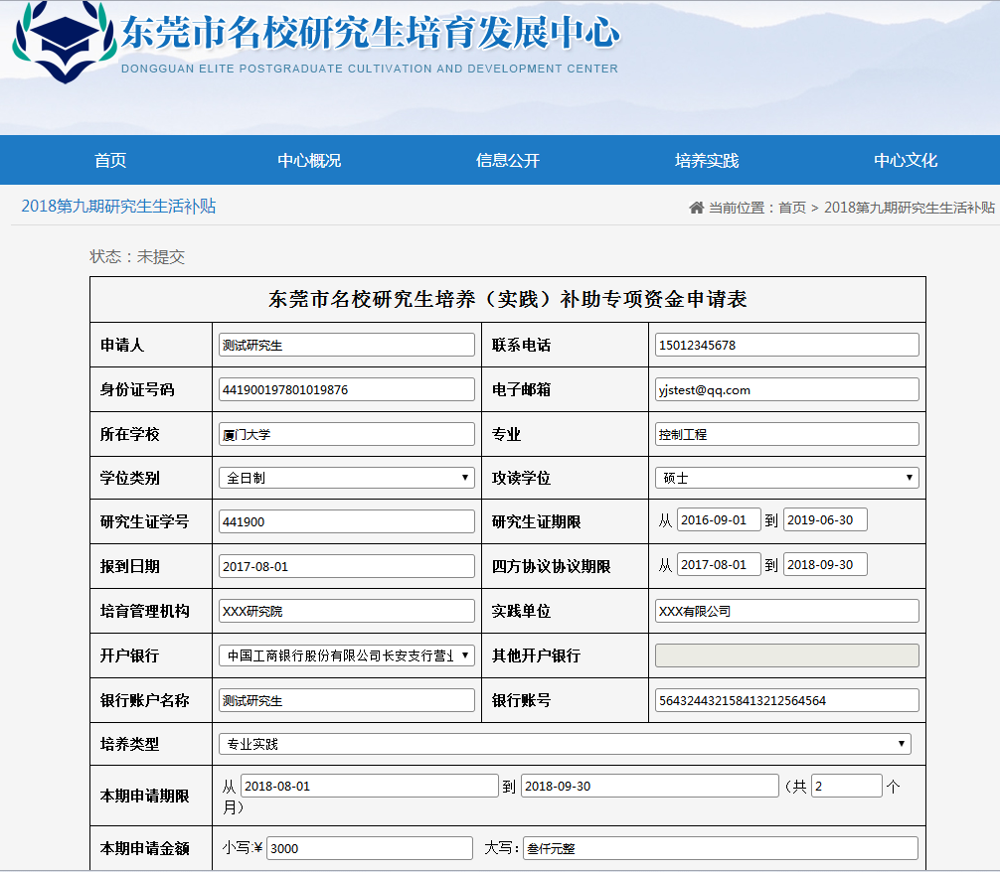 东莞市名校研究生培育发展中心
DONGGUAN ELITE POSTGRADUATE CULTIVATION AND DEVELOPMENT CENTER
首页 中心概况 信息公开 培养实践 中心文化
2018第九期研究生生活补贴 当前位置：首页 > 2018第九期研究生生活补贴
状态：未提交
东莞市名校研究生培养（实践）补助专项资金申请表
申请人 测试研究生 联系电话 15012345678
身份证号码 441900197801019876 电子邮箱 yjstest@qq.com
所在学校 厦门大学 专业 控制工程
学位类别 全日制 攻读学位 硕士
研究生证学号 441900 研究生证期限 从 2016-09-01 到 2019-06-30
报到日期 2017-08-01 四方协议协议期限 从 2017-08-01 到 2018-09-30
培育管理机构 XXX研究院 实践单位 XXX有限公司
开户银行 中国工商银行股份有限公司长安支行营业 其他开户银行
银行账户名称 测试研究生 银行账号 564324432158413212564564
培养类型 专业实践
本期申请期限 从 2018-08-01 到 2018-09-30 （共 2 个
月）
本期申请金额 小写:¥ 3000 大写: 叁仟元整